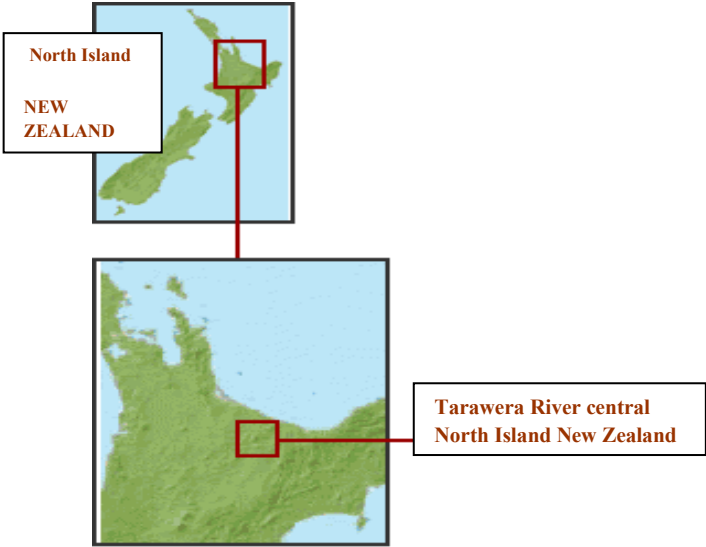 North Island
NEW
ZEALAND
Tarawera River central
North Island New Zealand